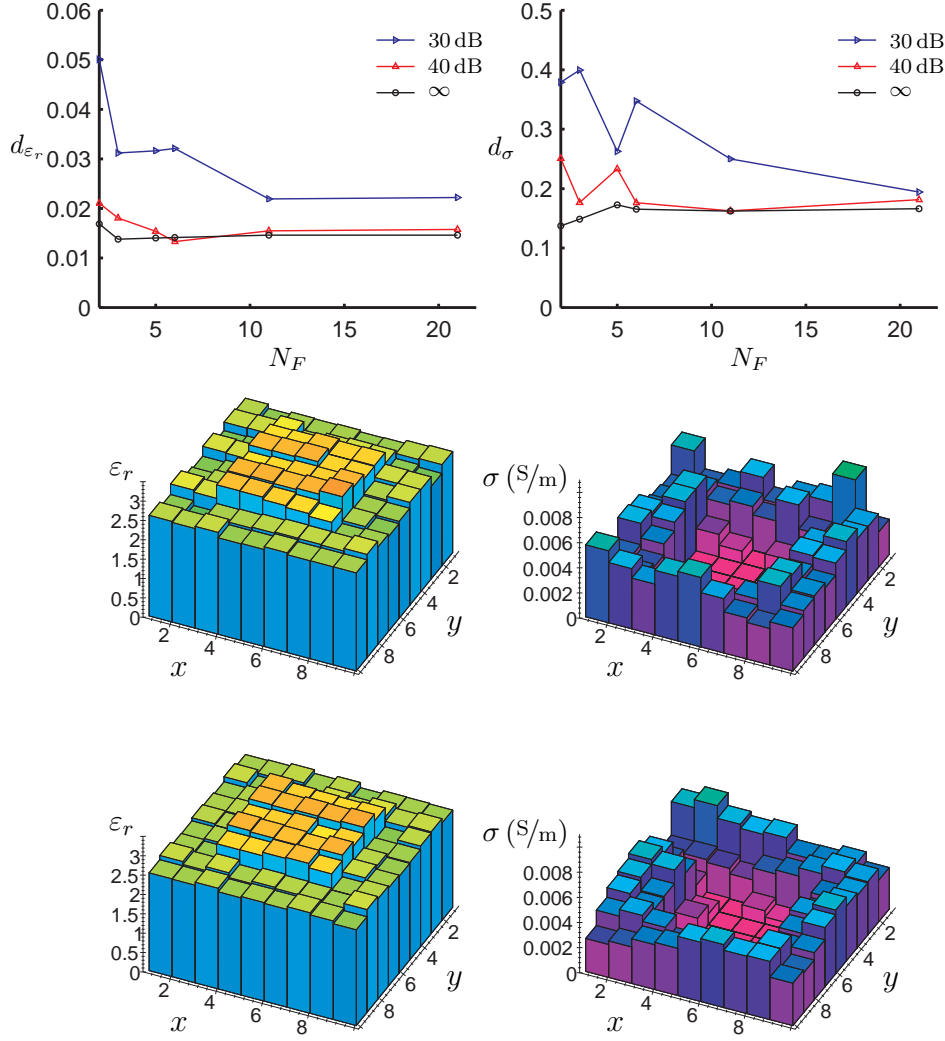 0.06
0.05
0.04
0.03
0.02
0.01
0
5 10 15 20
d_{ε_r}
N_F
30 dB
40 dB
∞
0.5
0.4
0.3
0.2
0.1
0
5 10 15 20
d_σ
N_F
30 dB
40 dB
∞
ε_r
3
2.5
2
1.5
1
0.5
0
2 4 6 8
x
2
4
6
8
y
σ (S/m)
0.008
0.006
0.004
0.002
0
2 4 6 8
x
2
4
6
8
y
ε_r
3
2.5
2
1.5
1
0.5
0
2 4 6 8
x
2
4
6
8
y
σ (S/m)
0.008
0.006
0.004
0.002
0
2 4 6 8
x
2
4
6
8
y